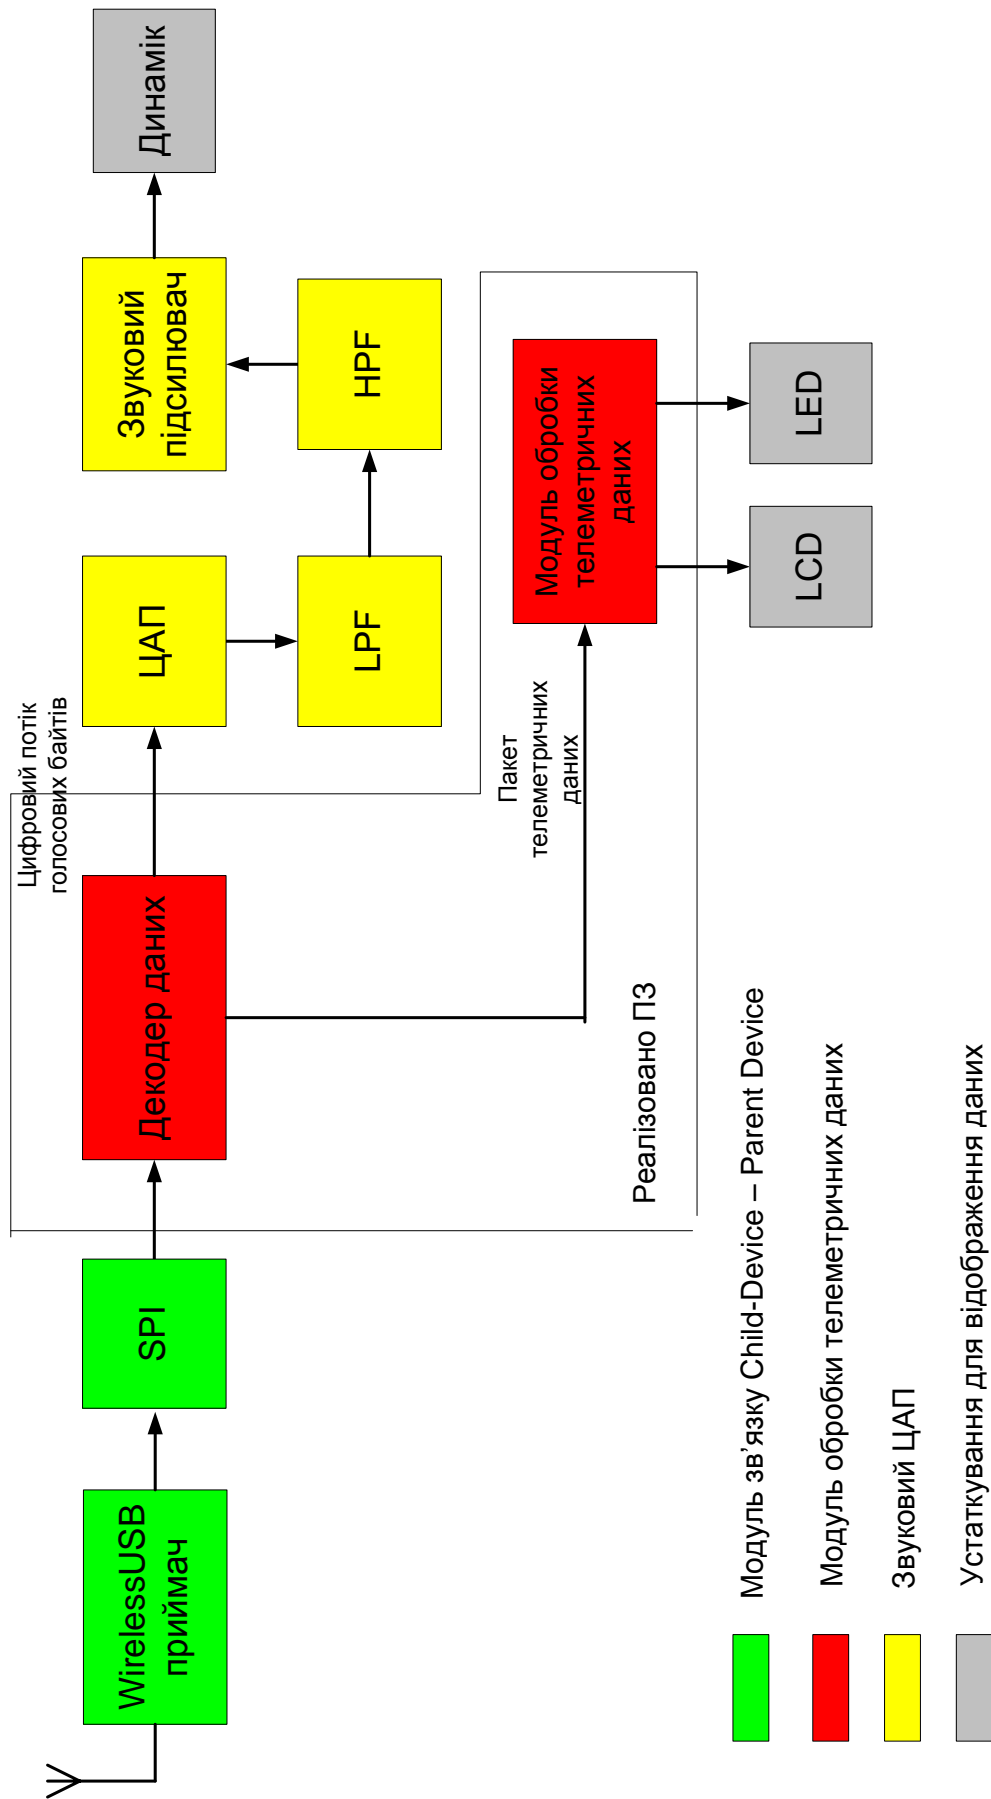 WirelessUSB
приймач
SPI
Декодер даних
Цифровий потік
голосових байтів
ЦАП
LPF
HPF
Звуковий
підсилювач
Динамік
Пакет
телеметричних
даних
Модуль обробки
телеметричних
даних
LCD
LED
Реалізовано ПЗ
Модуль зв'язку Child-Device – Parent Device
Модуль обробки телеметричних даних
Звуковий ЦАП
Устаткування для відображення даних